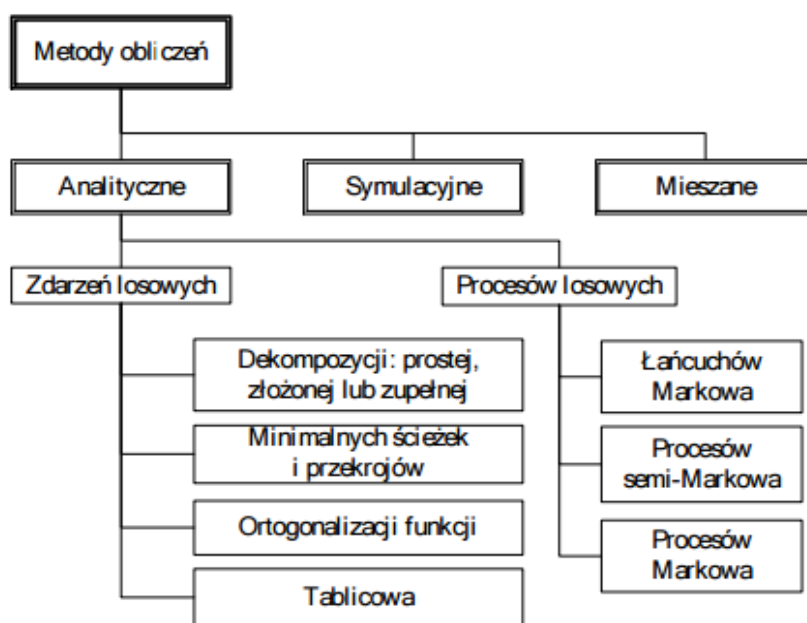 Metody obliczeń
Analityczne
Symulacyjne
Mieszane
Zdarzeń losowych
Procesów losowych
Dekompozycji: prostej,
złożonej lub zupełnej
Minimalnych ścieżek
i przekrojów
Ortogonalizacji funkcji
Tablicowa
Łańcuchów
Markowa
Procesów
semi-Markowa
Procesów
Markowa